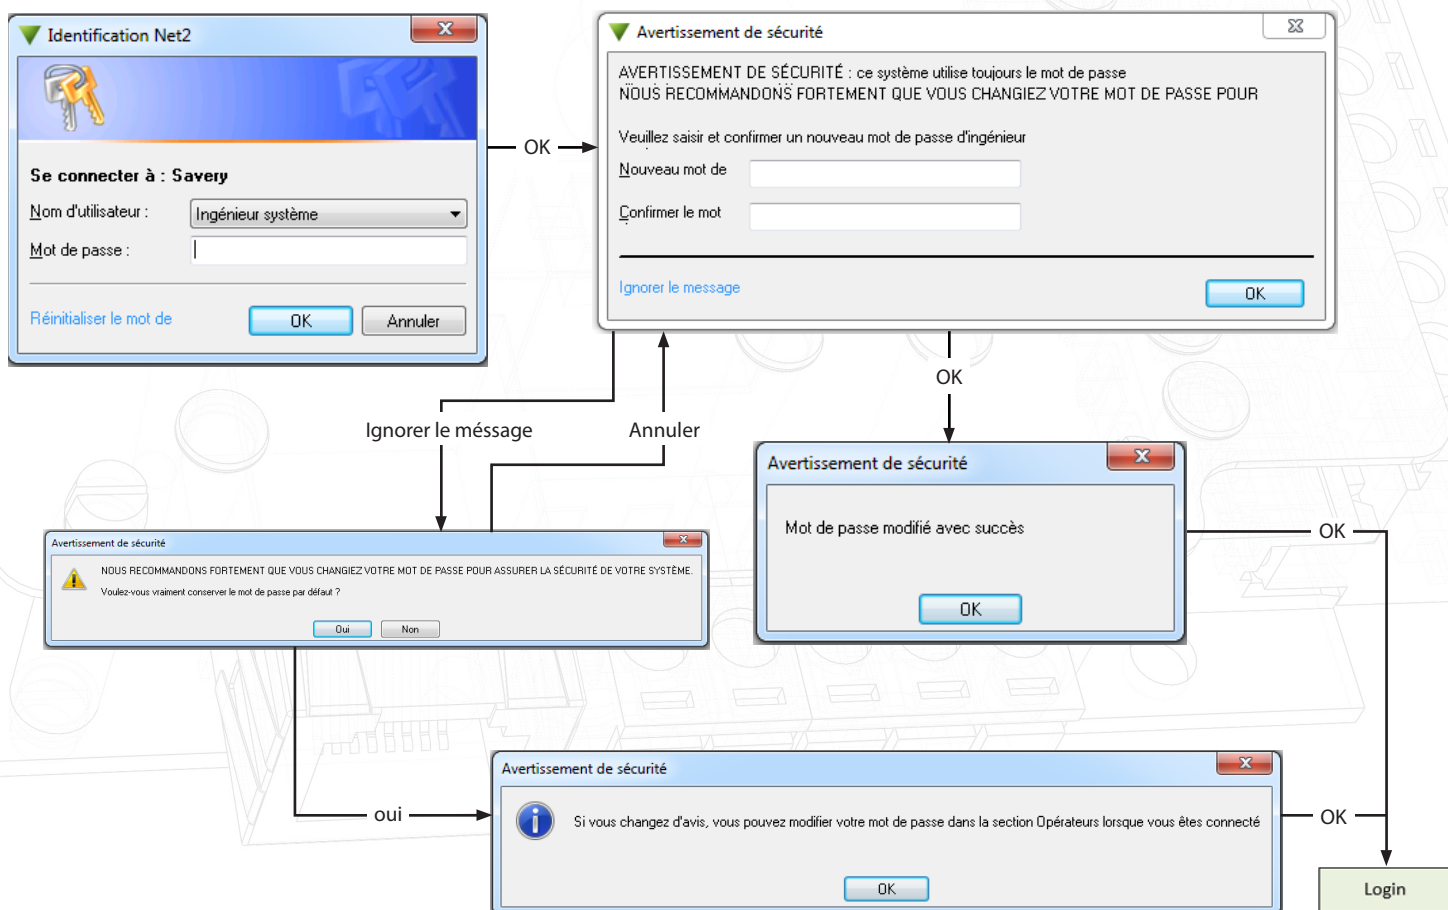 Identification Net2
Se connecter à : Savery
Nom d'utilisateur :
Ingénieur système
Mot de passe :
Réinitialiser le mot de
OK
Annuler
OK
Avertissement de sécurité
AVERTISSEMENT DE SÉCURITÉ : ce système utilise toujours le mot de passe
NOUS RECOMMANDONS FORTEMENT QUE VOUS CHANGIEZ VOTRE MOT DE PASSE POUR
Veuillez saisir et confirmer un nouveau mot de passe d'ingénieur
Nouveau mot de
Confirmer le mot
Ignorer le message
OK
Ignorer le méssage
Annuler
OK
Avertissement de sécurité
NOUS RECOMMANDONS FORTEMENT QUE VOUS CHANGIEZ VOTRE MOT DE PASSE POUR ASSURER LA SÉCURITÉ DE VOTRE SYSTÈME.
Voulez-vous vraiment conserver le mot de passe par défaut ?
Oui
Non
Avertissement de sécurité
Mot de passe modifié avec succès
OK
OK
oui
Avertissement de sécurité
Si vous changez d'avis, vous pouvez modifier votre mot de passe dans la section Opérateurs lorsque vous êtes connecté
OK
OK
Login